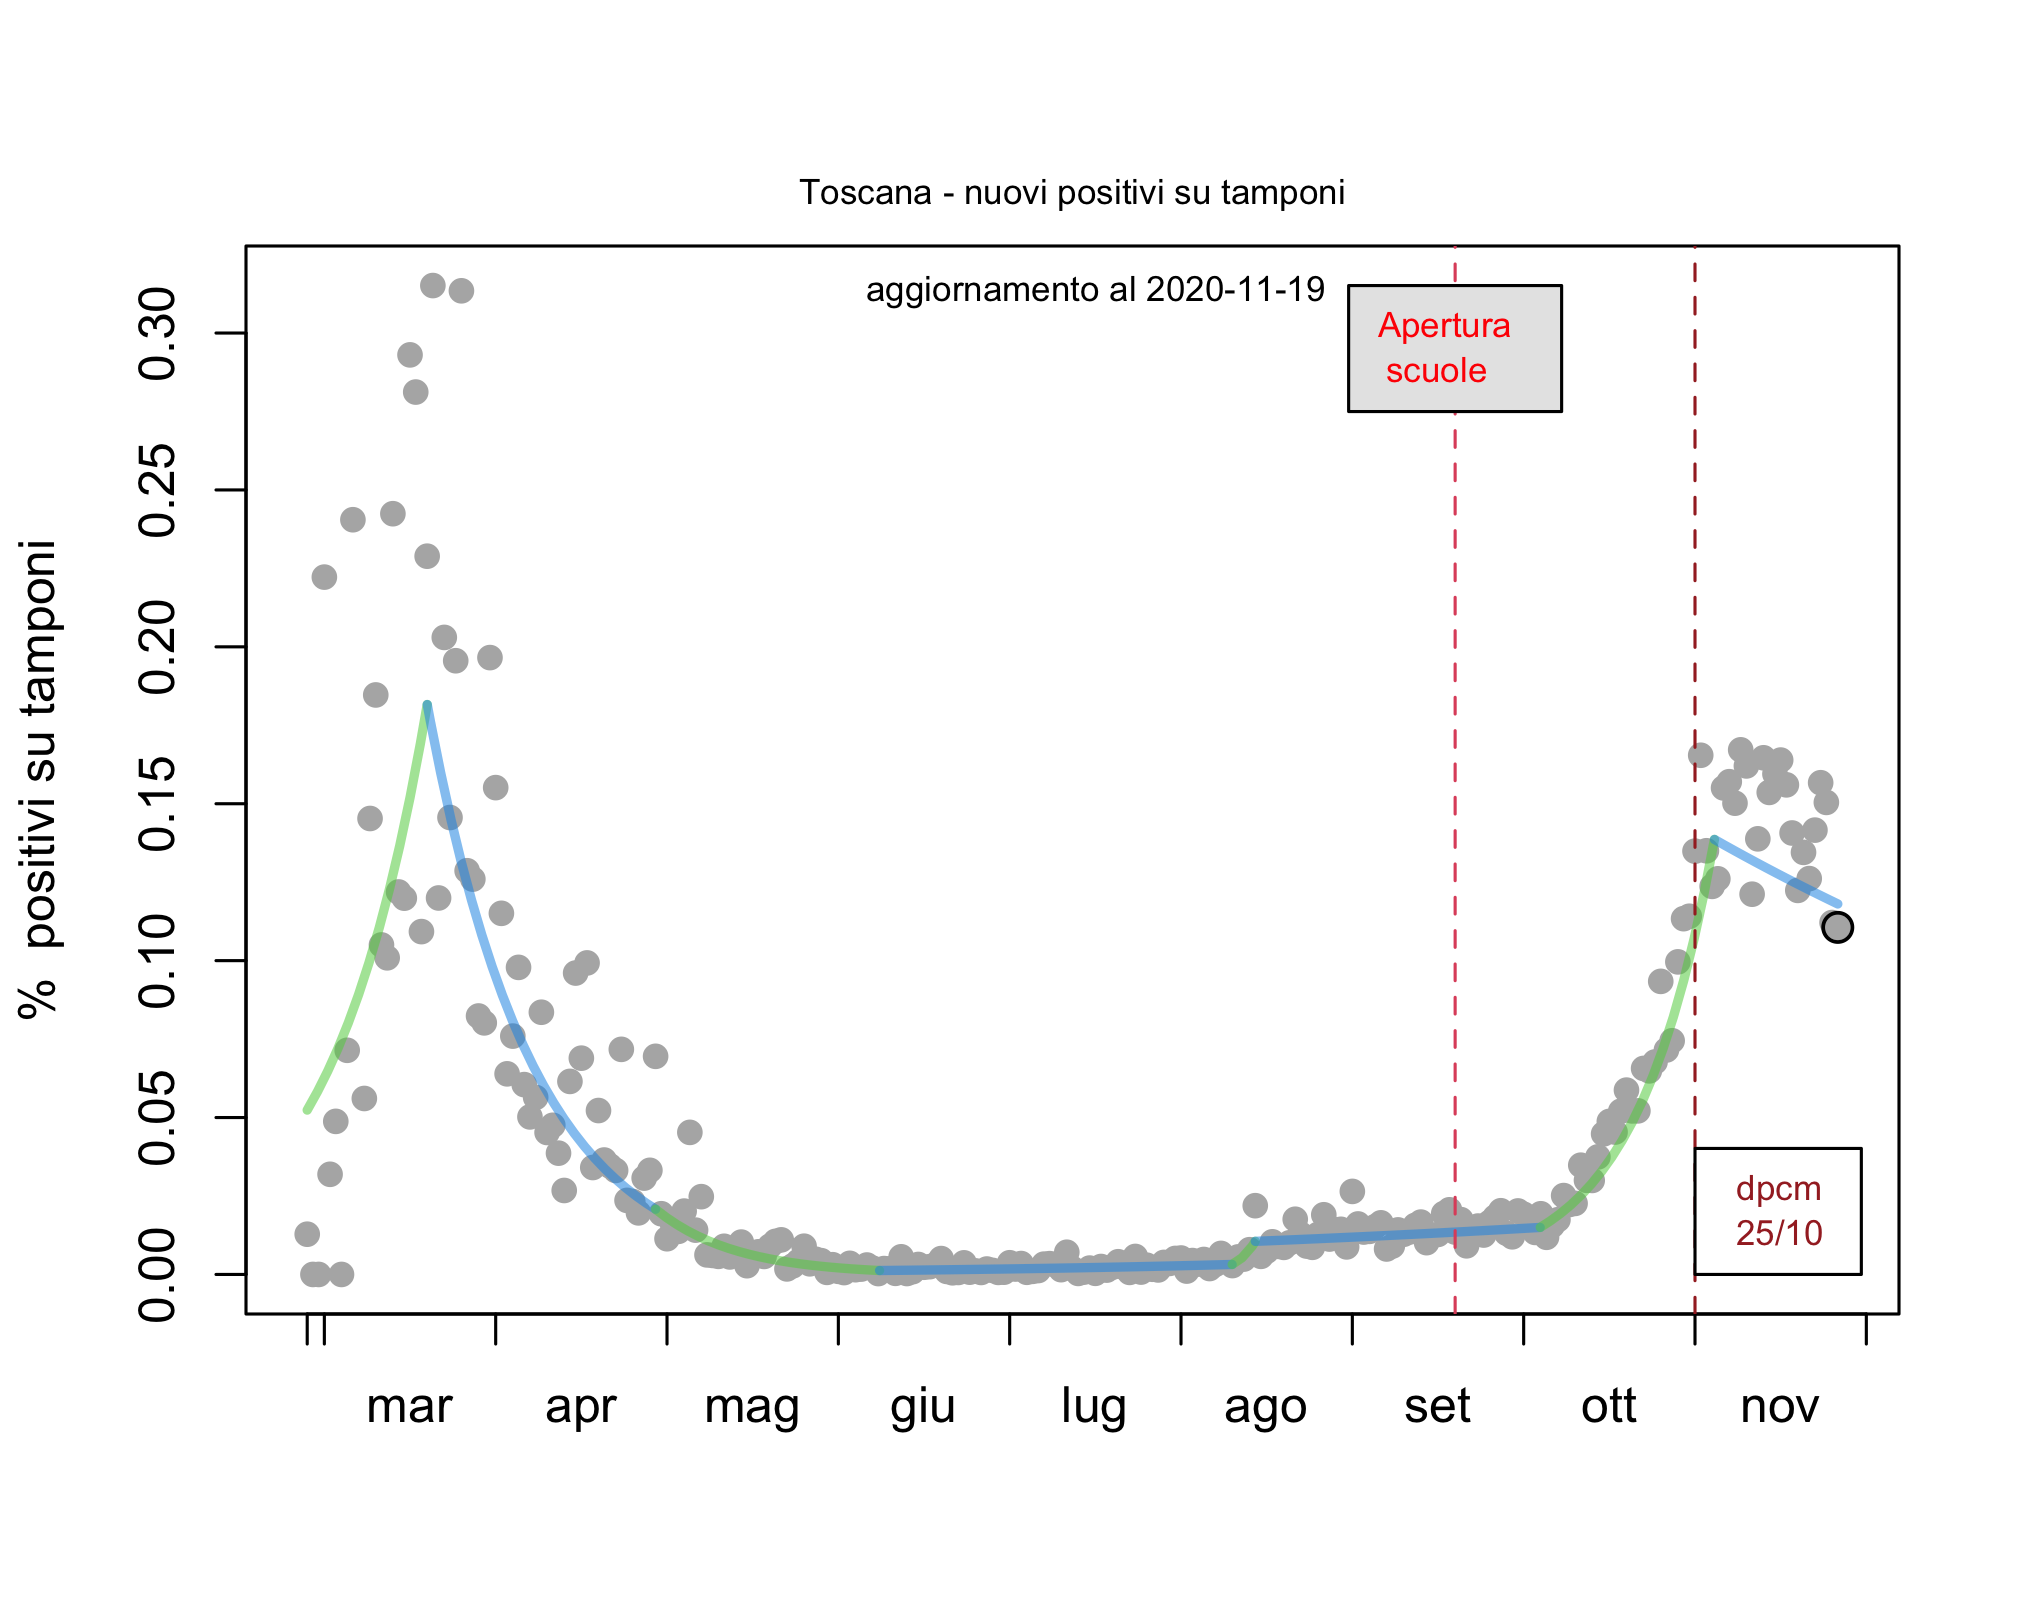 Toscana - nuovi positivi su tamponi
aggiornamento al 2020-11-19
Apertura
scuole
% positivi su tamponi
0.30
0.25
0.20
0.15
0.10
0.05
0.00
dpcm
25/10
mar apr mag giu lug ago set ott nov